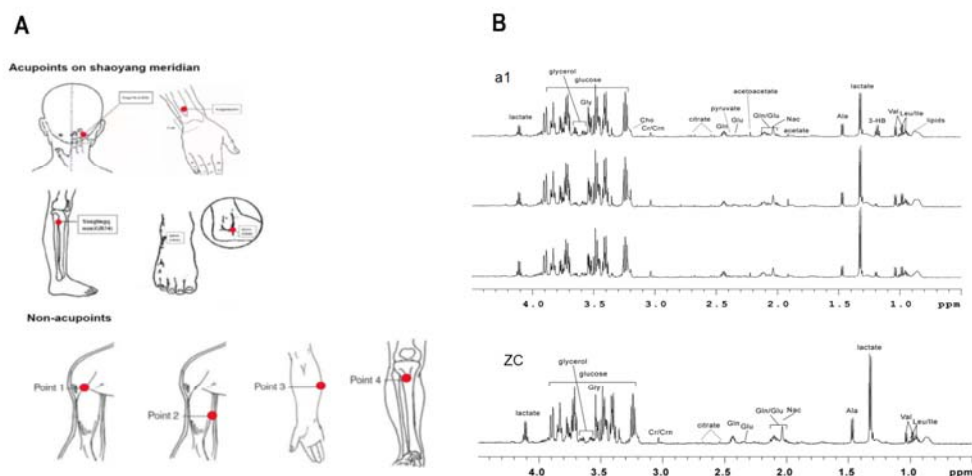 A
B
Acupoints on shaoyang meridian
Non-acupoints
Point 1
Point 2
Point 3
Point 4
a1
glycerol
glucose
Gly
lactate
Cho
Cr/Crn
acetoacetate
pyruvate
citrate
Gln
Glu
Gln/Glu
Nac
acetate
Ala
lactate
3-HB
Val
Leu/Ile
lipids
4.0 3.5 3.0 2.5 2.0 1.5 1.0 ppm
ZC
glycerol
glucose
Gly
lactate
Cr/Crn
citrate
Gln
Glu
Gln/Glu
Nac
Ala
lactate
Val
Leu/Ile
4.0 3.5 3.0 2.5 2.0 1.5 1.0 ppm